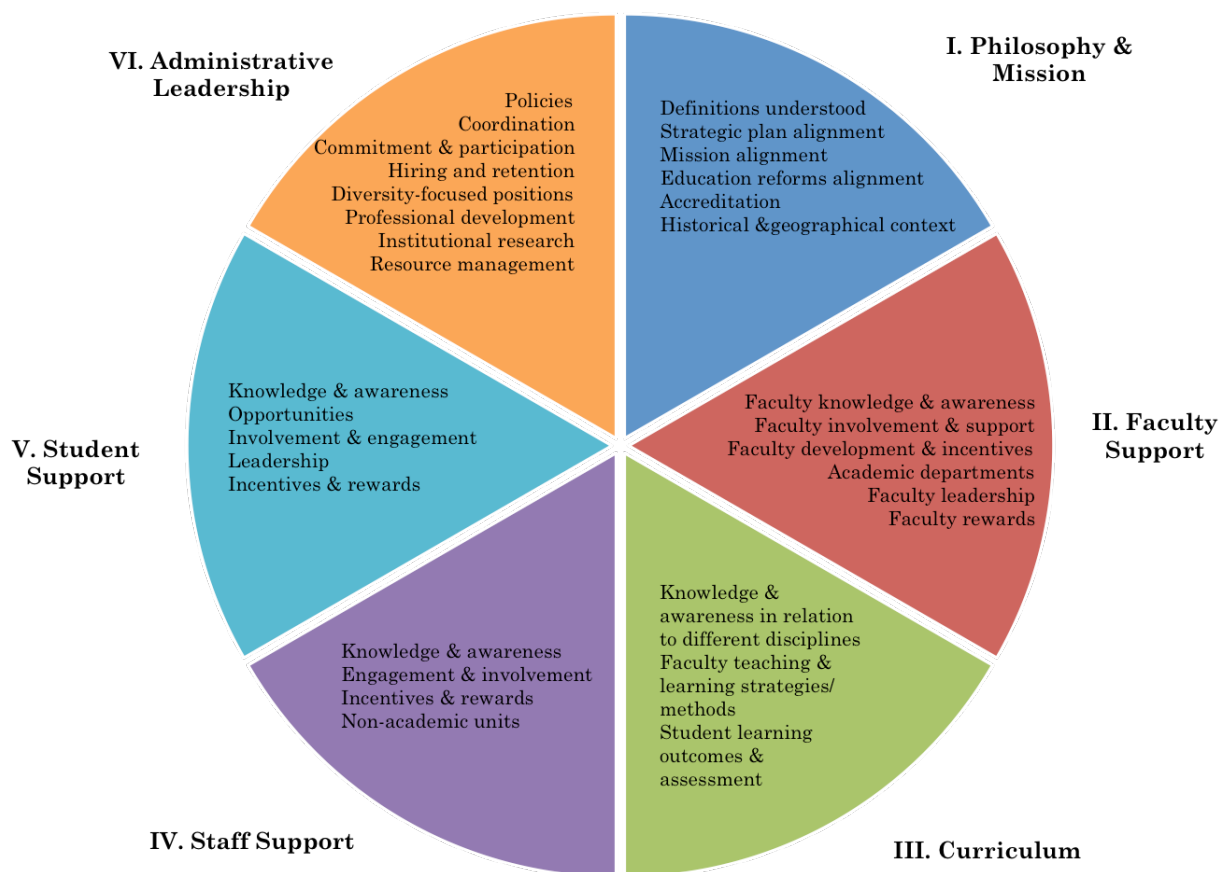 I. Philosophy &
Mission
Definitions understood
Strategic plan alignment
Mission alignment
Education reforms alignment
Accreditation
Historical &geographical context
II. Faculty
Support
Faculty knowledge & awareness
Faculty involvement & support
Faculty development & incentives
Academic departments
Faculty leadership
Faculty rewards
III. Curriculum
Knowledge &
awareness in relation
to different disciplines
Faculty teaching &
learning strategies/
methods
Student learning
outcomes &
assessment
IV. Staff Support
Knowledge & awareness
Engagement & involvement
Incentives & rewards
Non-academic units
V. Student
Support
Knowledge & awareness
Opportunities
Involvement & engagement
Leadership
Incentives & rewards
VI. Administrative
Leadership
Policies
Coordination
Commitment & participation
Hiring and retention
Diversity-focused positions
Professional development
Institutional research
Resource management